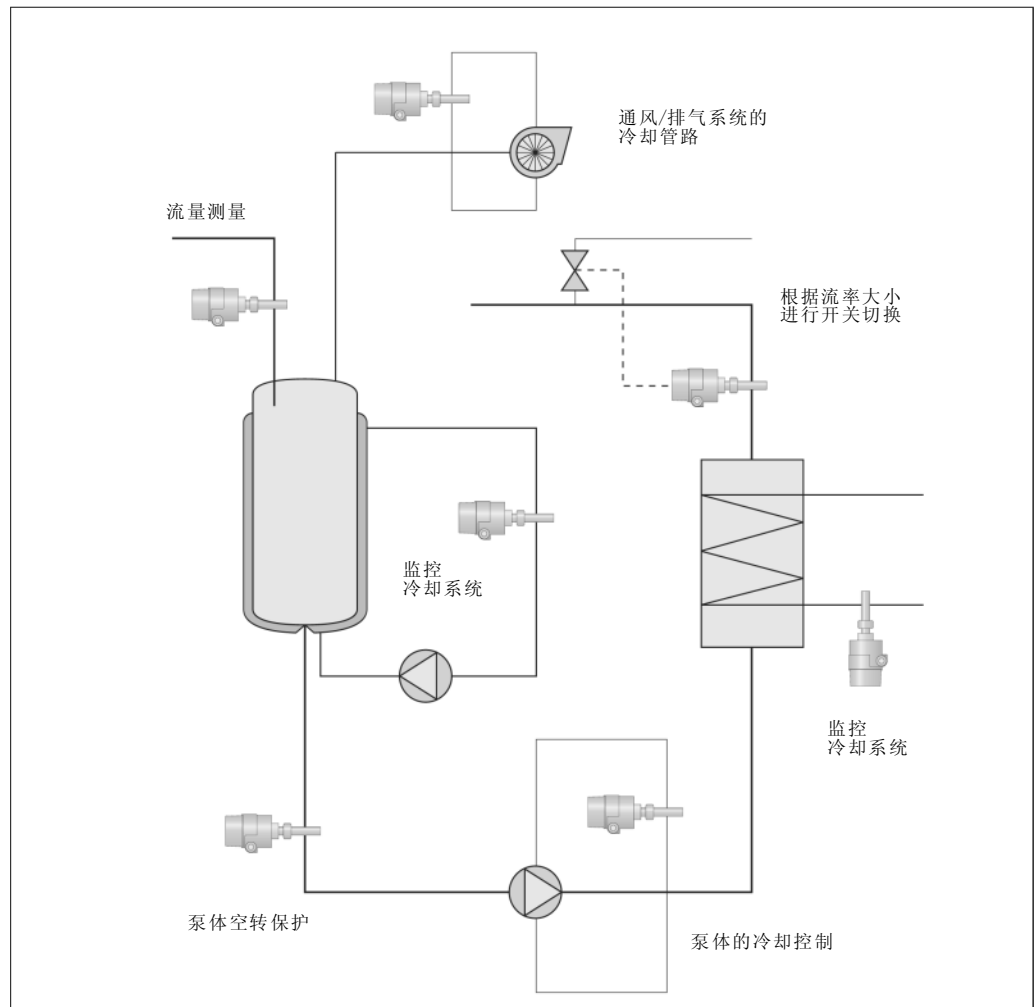 通风/排气系统的
冷却管路
流量测量
根据流率大小
进行开关切换
监控
冷却系统
监控
冷却系统
泵体空转保护
泵体的冷却控制